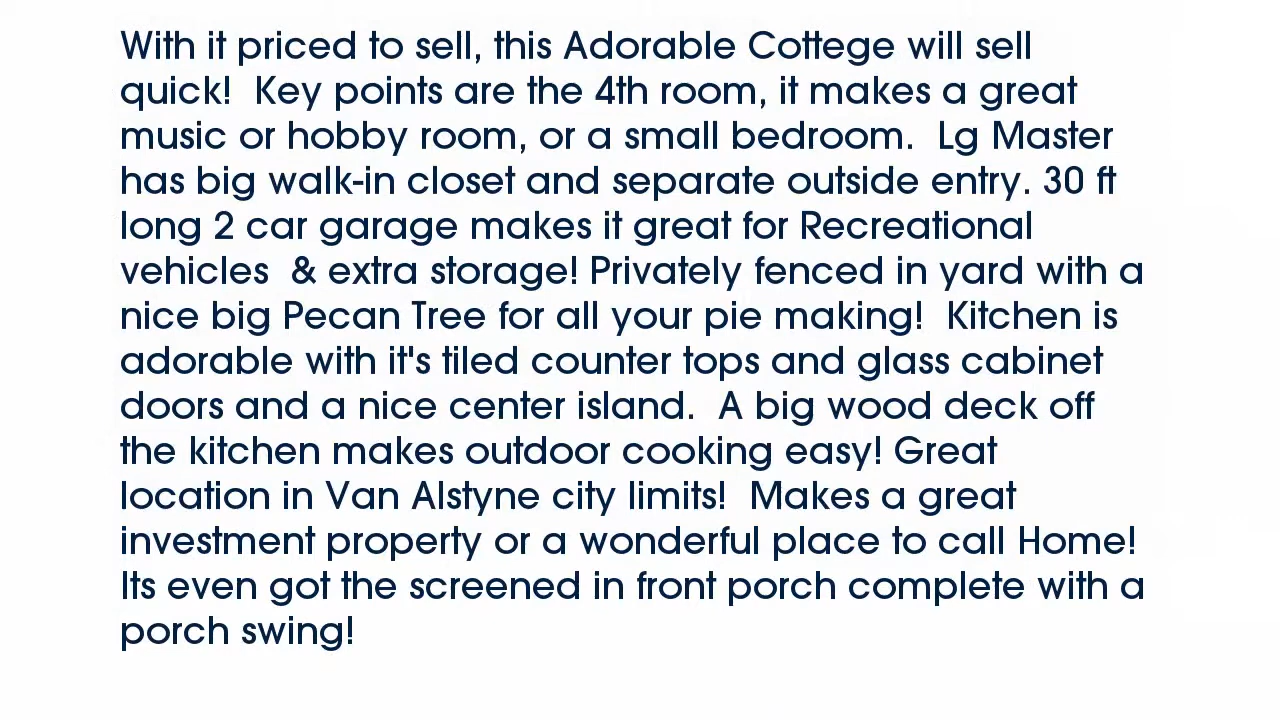 With it priced to sell, this Adorable Cottege will sell
quick!  Key points are the 4th room, it makes a great
music or hobby room, or a small bedroom.  Lg Master
has big walk-in closet and separate outside entry. 30 ft
long 2 car garage makes it great for Recreational
vehicles  & extra storage! Privately fenced in yard with a
nice big Pecan Tree for all your pie making!  Kitchen is
adorable with it's tiled counter tops and glass cabinet
doors and a nice center island.  A big wood deck off
the kitchen makes outdoor cooking easy! Great
location in Van Alstyne city limits!  Makes a great
investment property or a wonderful place to call Home!
Its even got the screened in front porch complete with a
porch swing!